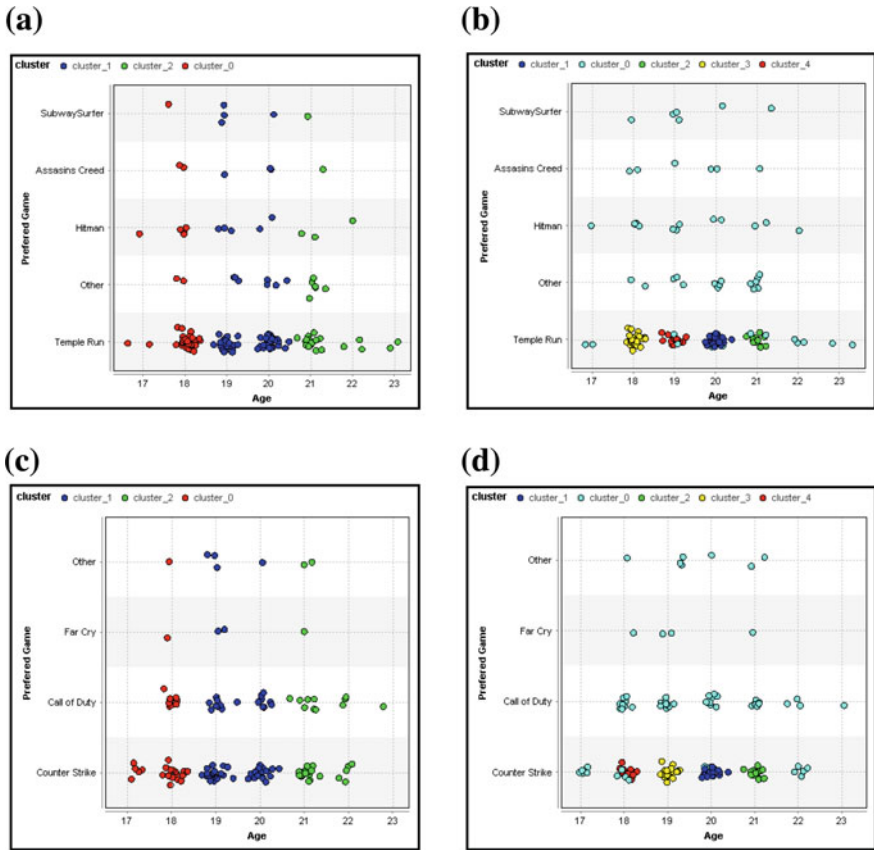 (a)
cluster cluster_1 cluster_2 cluster_0
SubwaySurfer
Assasins Creed
Hitman
Other
Temple Run
Prefered Game
17 18 19 20 21 22 23
Age
(b)
cluster cluster_1 cluster_0 cluster_2 cluster_3 cluster_4
SubwaySurfer
Assasins Creed
Hitman
Other
Temple Run
Prefered Game
17 18 19 20 21 22 23
Age
(c)
cluster cluster_1 cluster_2 cluster_0
Other
Far Cry
Call of Duty
Counter Strike
Prefered Game
17 18 19 20 21 22 23
Age
(d)
cluster cluster_1 cluster_0 cluster_2 cluster_3 cluster_4
Other
Far Cry
Call of Duty
Counter Strike
Prefered Game
17 18 19 20 21 22 23
Age